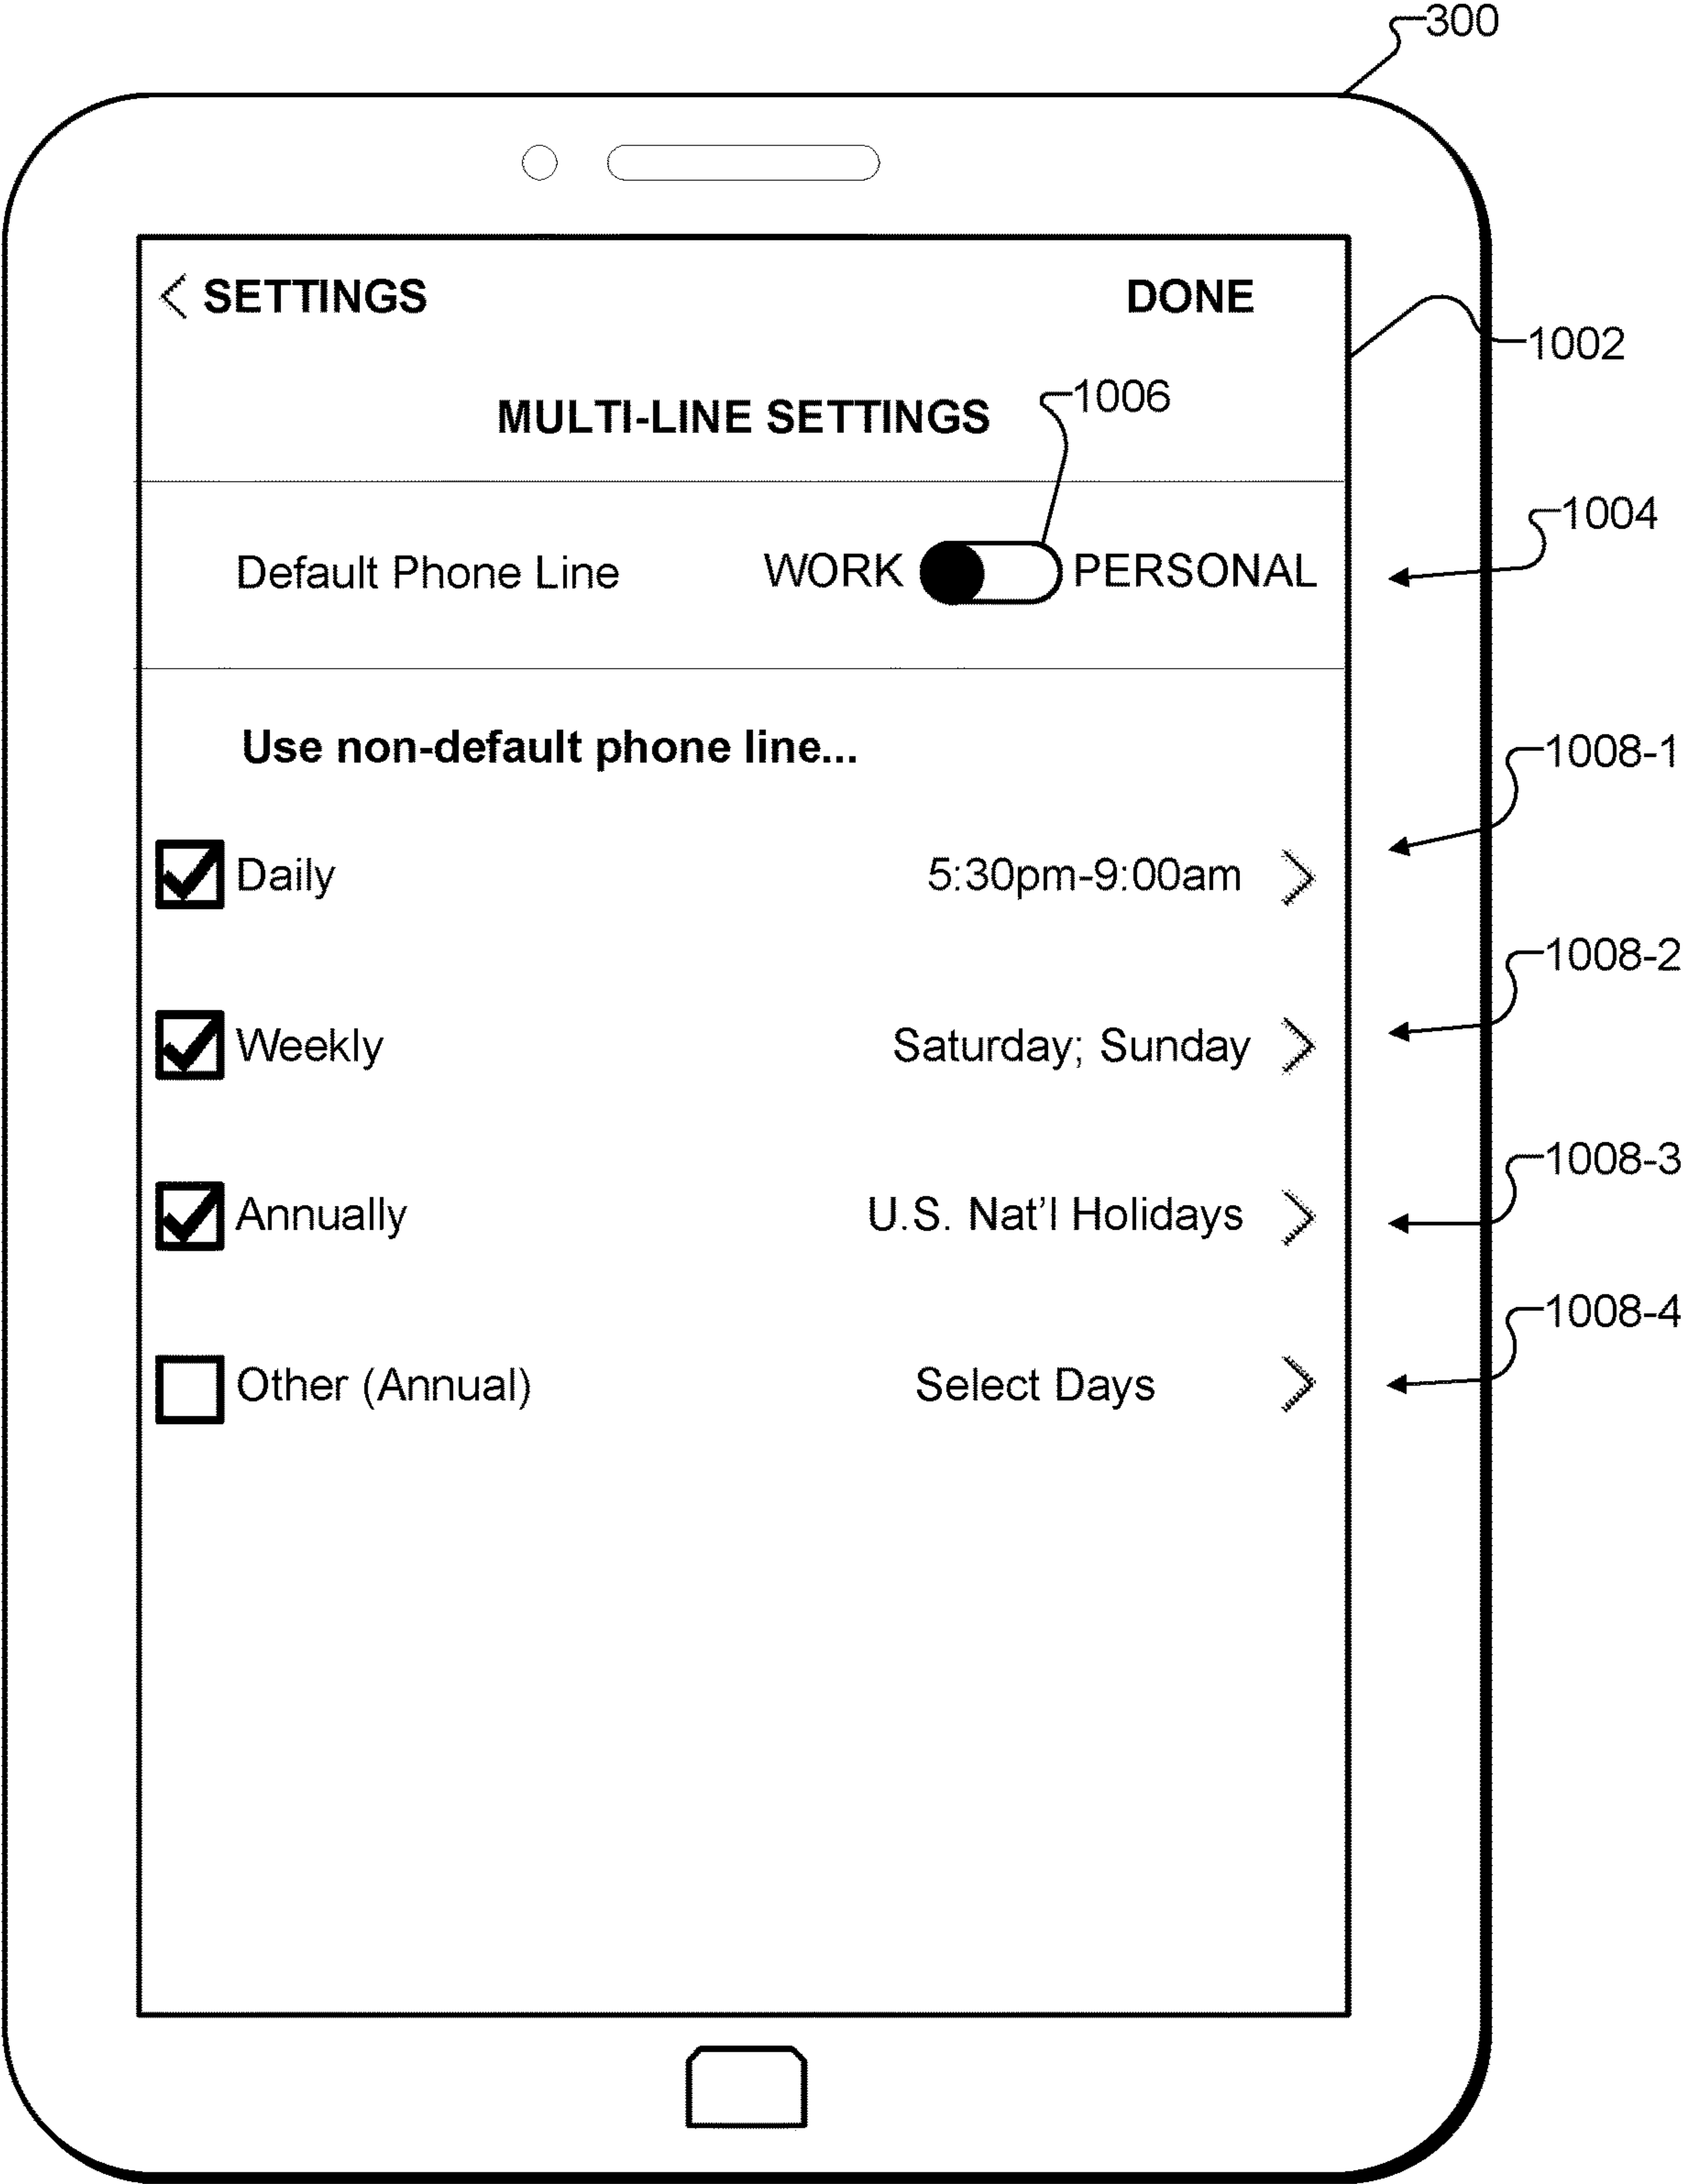 300
SETTINGS DONE
1002
MULTI-LINE SETTINGS
1006
1004
Default Phone Line WORK PERSONAL
Use non-default phone line...
1008-1
Daily 5:30pm-9:00am
1008-2
Weekly Saturday; Sunday
1008-3
Annually U.S. Nat'l Holidays
1008-4
Other (Annual) Select Days